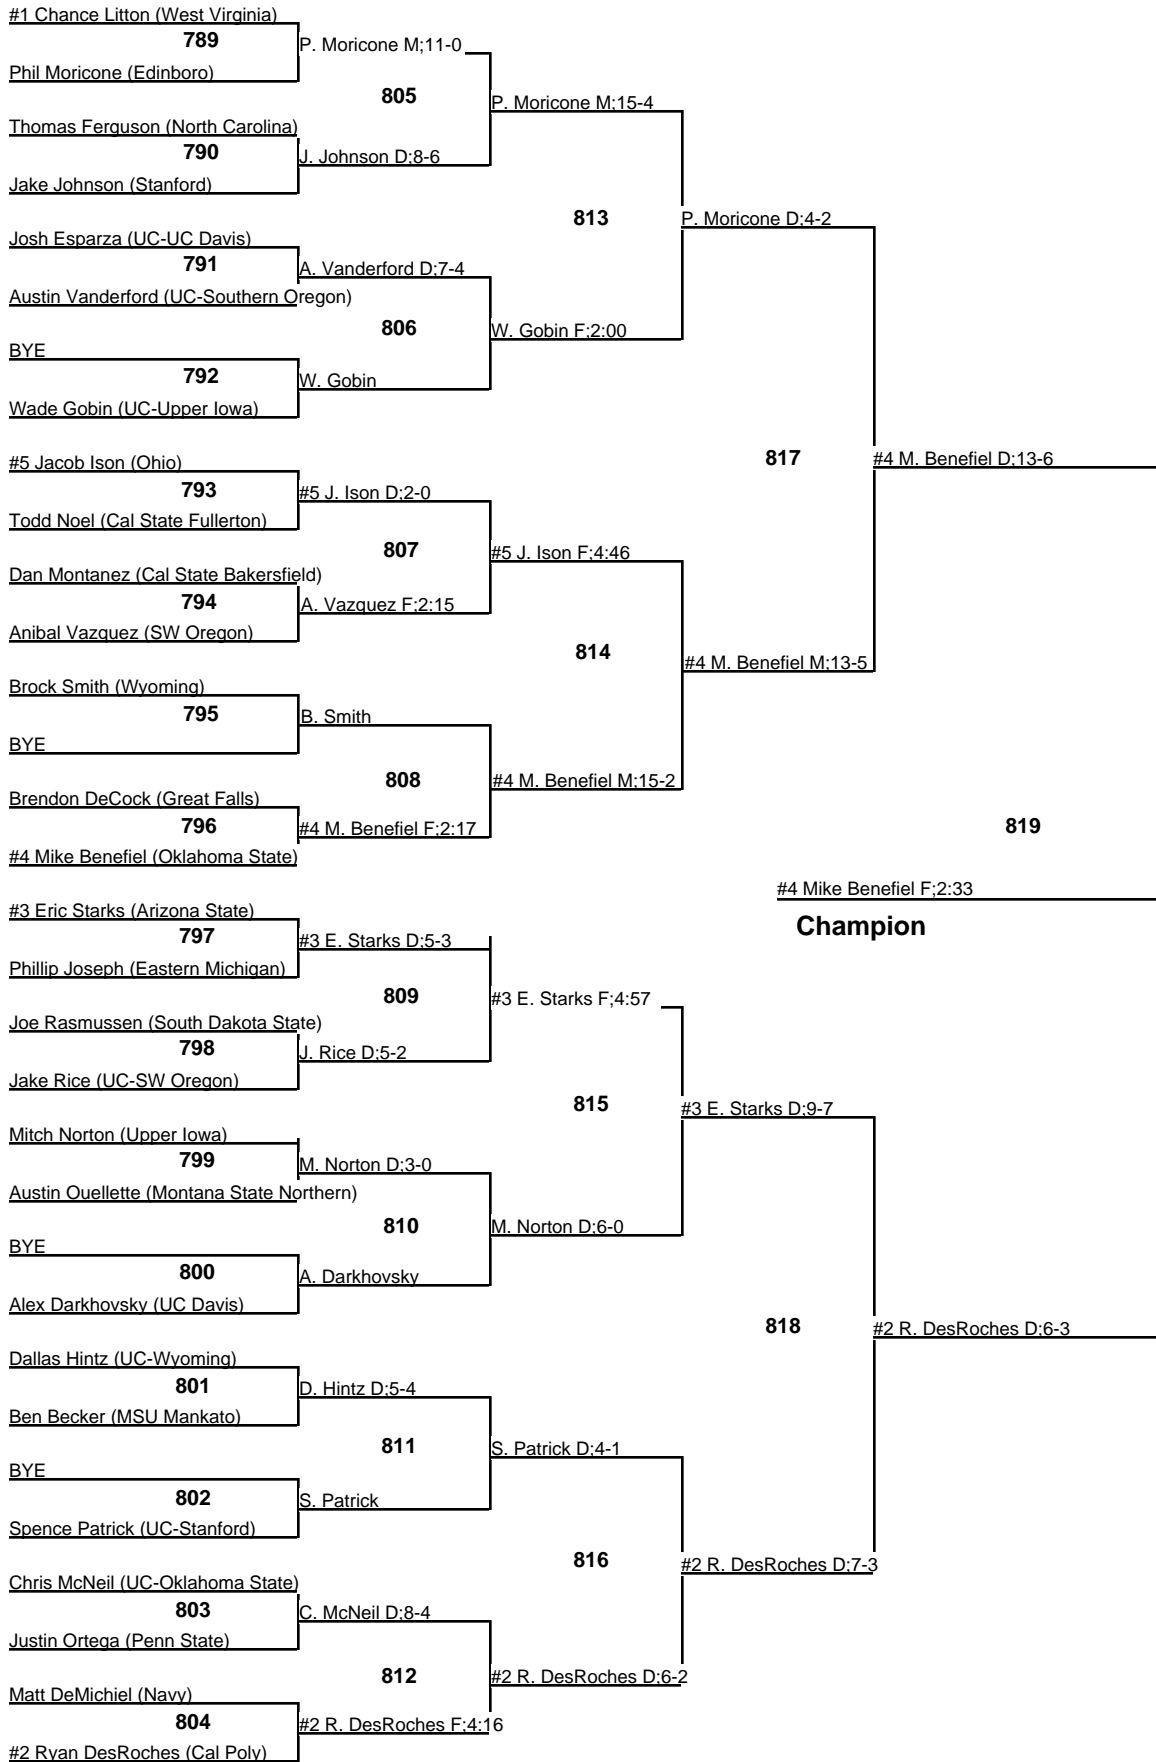 #1 Chance Litton (West Virginia)
789
P. Moricone M;11-0
Phil Moricone (Edinboro)
805
P. Moricone M;15-4
Thomas Ferguson (North Carolina)
790
J. Johnson D;8-6
Jake Johnson (Stanford)
813
P. Moricone D;4-2
Josh Esparza (UC-UC Davis)
791
A. Vanderford D;7-4
Austin Vanderford (UC-Southern Oregon)
806
W. Gobin F;2:00
BYE
792
W. Gobin
Wade Gobin (UC-Upper Iowa)
817
#4 M. Benefiel D;13-6
#5 Jacob Ison (Ohio)
793
#5 J. Ison D;2-0
Todd Noel (Cal State Fullerton)
807
#5 J. Ison F;4:46
Dan Montanez (Cal State Bakersfield)
794
A. Vazquez F;2:15
Anibal Vazquez (SW Oregon)
814
#4 M. Benefiel M;13-5
Brock Smith (Wyoming)
795
B. Smith
BYE
808
#4 M. Benefiel M;15-2
Brendon DeCock (Great Falls)
796
#4 M. Benefiel F;2:17
#4 Mike Benefiel (Oklahoma State)
819
#4 Mike Benefiel F;2:33
Champion
#3 Eric Starks (Arizona State)
797
#3 E. Starks D;5-3
Phillip Joseph (Eastern Michigan)
809
#3 E. Starks F;4:57
Joe Rasmussen (South Dakota State)
798
J. Rice D;5-2
Jake Rice (UC-SW Oregon)
815
#3 E. Starks D;9-7
Mitch Norton (Upper Iowa)
799
M. Norton D;3-0
Austin Ouellette (Montana State Northern)
810
M. Norton D;6-0
BYE
800
A. Darkhovsky
Alex Darkhovsky (UC Davis)
818
#2 R. DesRoches D;6-3
Dallas Hintz (UC-Wyoming)
801
D. Hintz D;5-4
Ben Becker (MSU Mankato)
811
S. Patrick D;4-1
BYE
802
S. Patrick
Spence Patrick (UC-Stanford)
816
#2 R. DesRoches D;7-3
Chris McNeil (UC-Oklahoma State)
803
C. McNeil D;8-4
Justin Ortega (Penn State)
812
#2 R. DesRoches D;6-2
Matt DeMichiel (Navy)
804
#2 R. DesRoches F;4:16
#2 Ryan DesRoches (Cal Poly)